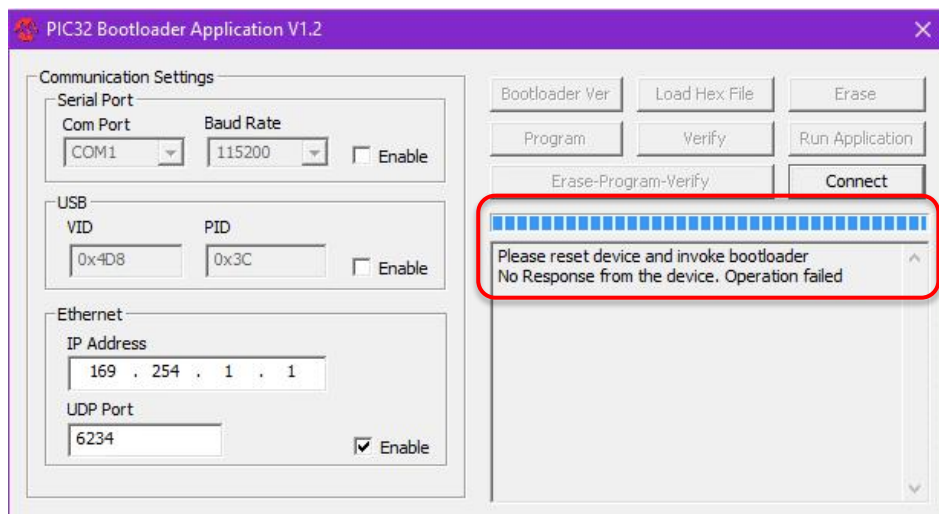 PIC32 Bootloader Application V1.2
Communication Settings
Serial Port
Com Port Baud Rate
COM1 115200 Enable
USB
VID PID
0x4D8 0x3C Enable
Ethernet
IP Address
169 . 254 . 1 . 1
UDP Port
6234 Enable
Bootloader Ver Load Hex File Erase
Program Verify Run Application
Erase-Program-Verify Connect
Please reset device and invoke bootloader
No Response from the device. Operation failed